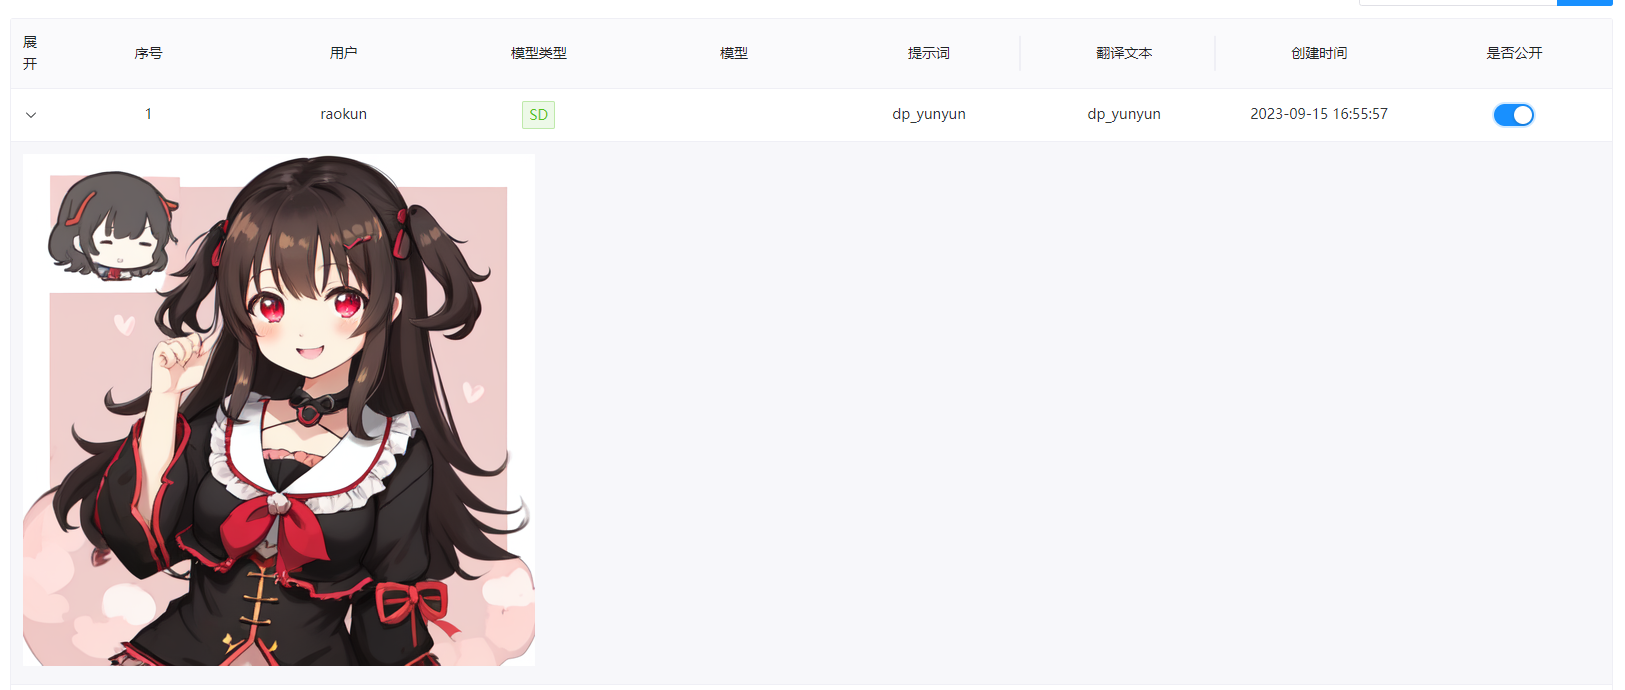 展开 序号 用户 模型类型 模型 提示词 翻译文本 创建时间 是否公开
1 raokun SD dp_yunyun dp_yunyun 2023-09-15 16:55:57